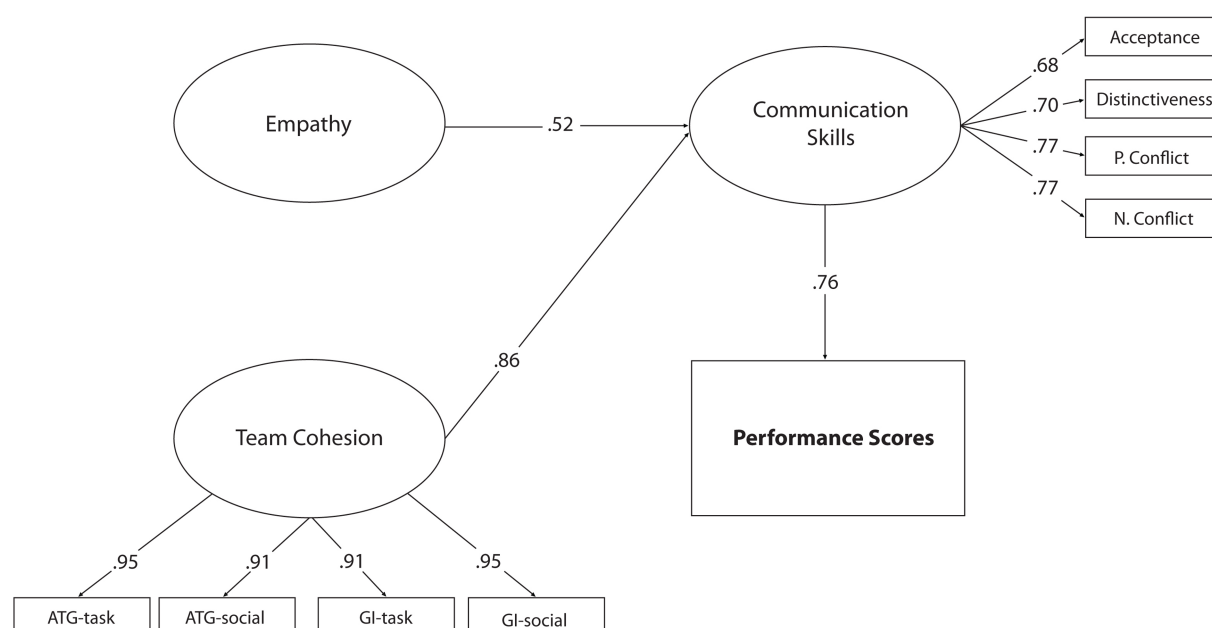 Acceptance
.68
Empathy
.52
Communication
Skills
.70
Distinctiveness
.77
P. Conflict
.77
N. Conflict
.76
.86
Team Cohesion
Performance Scores
.95
.91
.91
.95
ATG-task
ATG-social
GI-task
GI-social